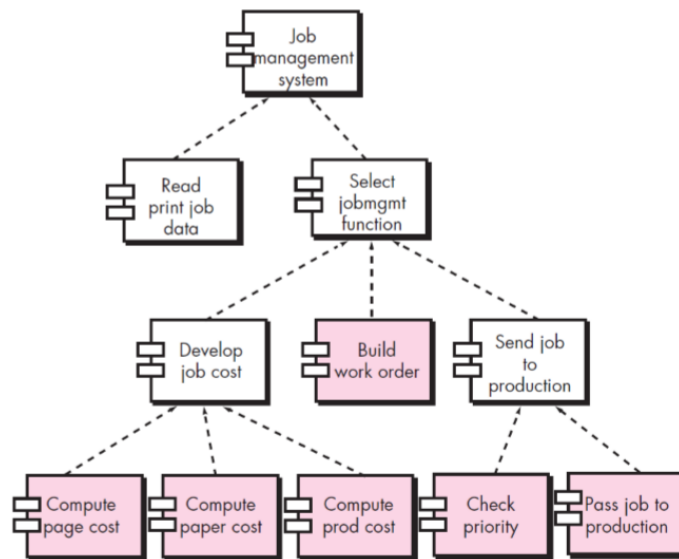 Job
management
system
Read
print job
data
Select
jobmgmt
function
Develop
job cost
Build
work order
Send job
to
production
Compute
page cost
Compute
paper cost
Compute
prod cost
Check
priority
Pass job to
production